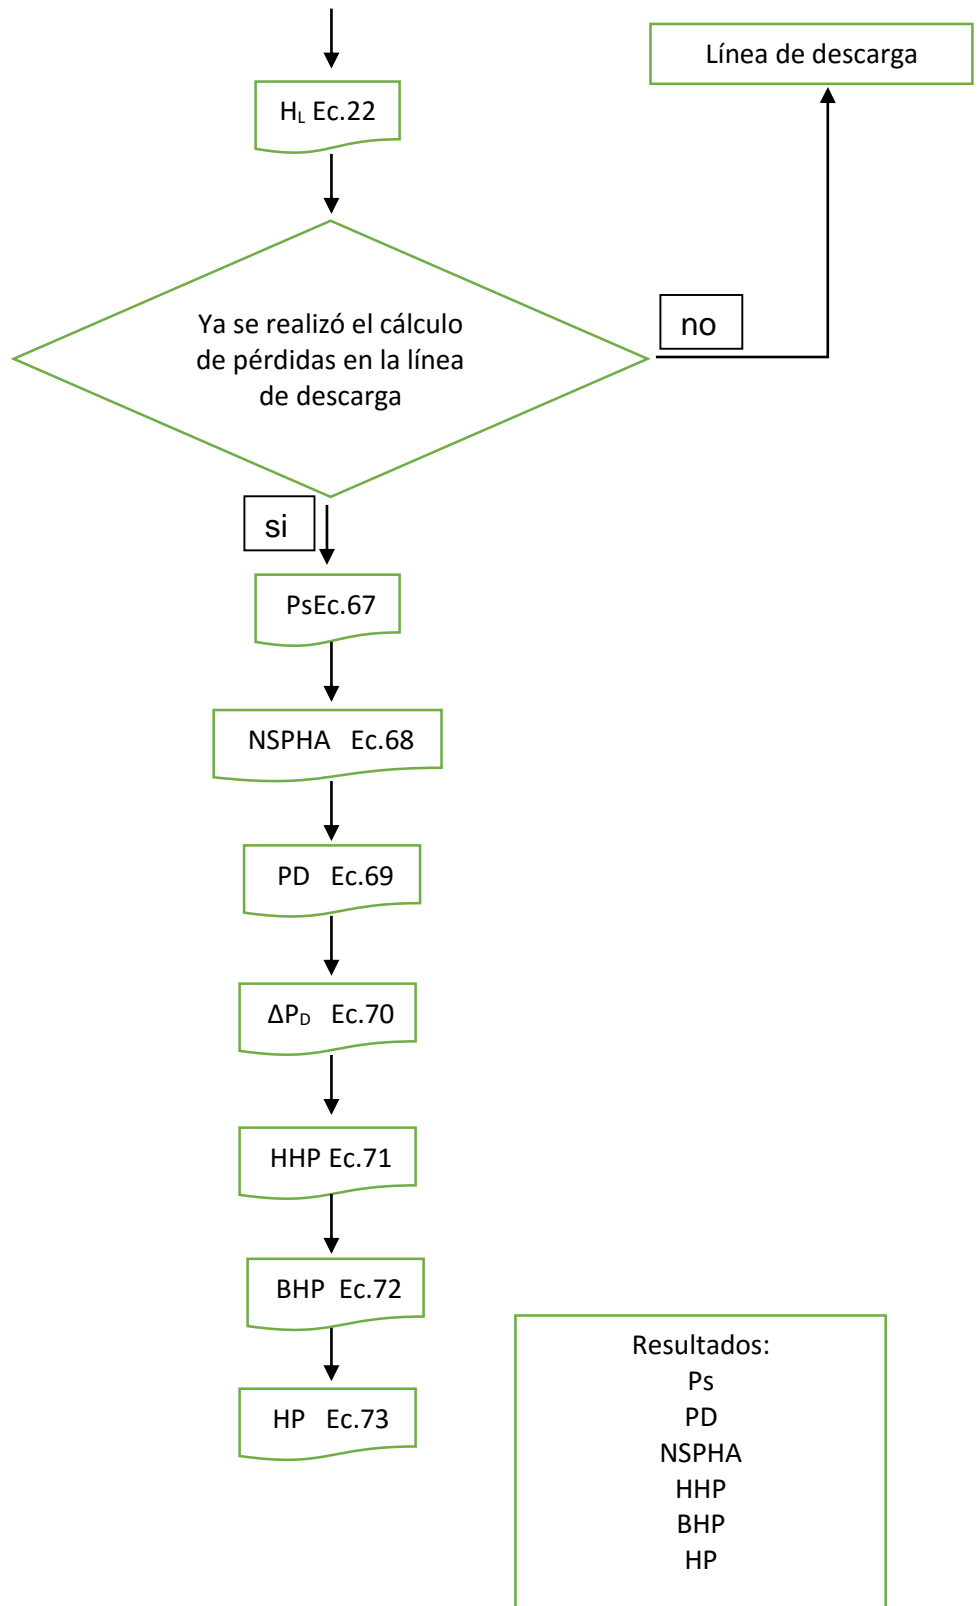 Línea de descarga
H_L Ec.22
Ya se realizó el cálculo
de pérdidas en la línea
de descarga
no
si
PsEc.67
NSPHA Ec.68
PD Ec.69
ΔP_D Ec.70
HHP Ec.71
BHP Ec.72
HP Ec.73
Resultados:
Ps
PD
NSPHA
HHP
BHP
HP